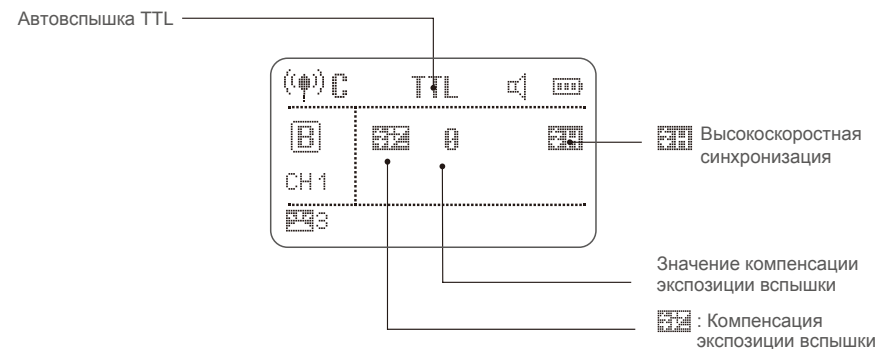 Автовспышка TTL
C TTL
B 0
CH 1
3
Высокоскоростная
синхронизация
Значение компенсации
экспозиции вспышки
: Компенсация
экспозиции вспышки